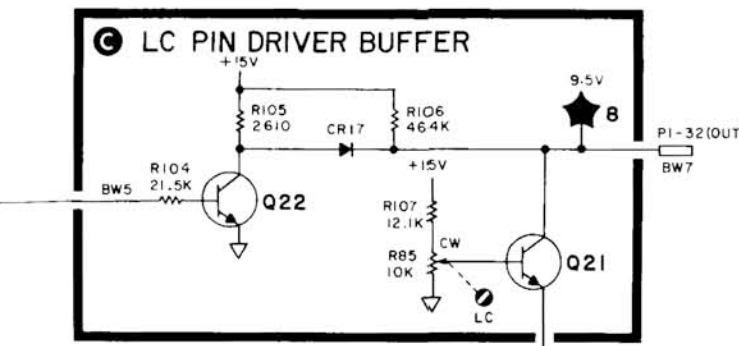 C LC PIN DRIVER BUFFER
+15V
9.5V
8
R105
2610
R106
464K
CR17
P1-32(OUT
BW7
+15V
R104
21.5K
BW5
Q22
R107
12.1K
CW
R85
10K
Q21
LC